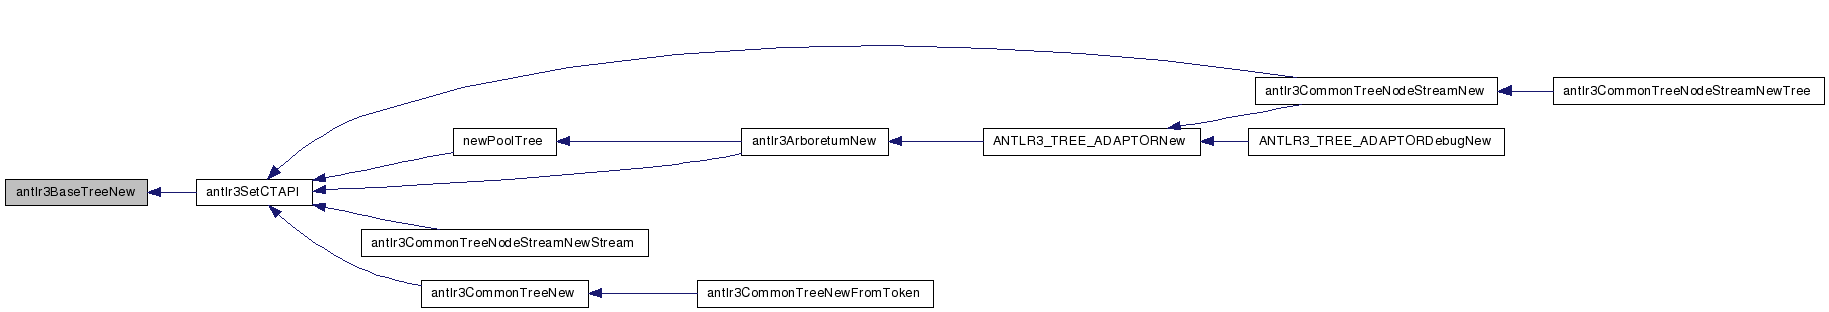 antlr3CommonTreeNodeStreamNew
antlr3CommonTreeNodeStreamNewTree
newPoolTree
antlr3ArboretumNew
ANTLR3_TREE_ADAPTORNew
ANTLR3_TREE_ADAPTORDebugNew
antlr3BaseTreeNew
antlr3SetCTAPI
antlr3CommonTreeNodeStreamNewStream
antlr3CommonTreeNew
antlr3CommonTreeNewFromToken